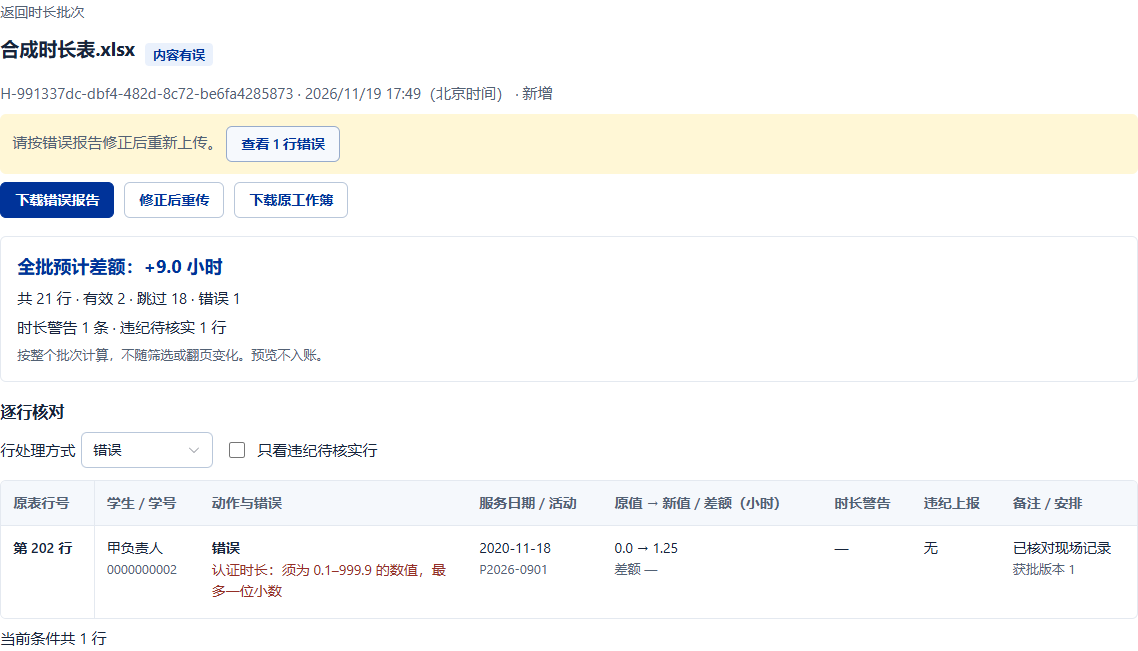 返回时长批次
合成时长表.xlsx 内容有误
H-991337dc-dbf4-482d-8c72-be6fa4285873 · 2026/11/19 17:49（北京时间） · 新增
请按错误报告修正后重新上传。 查看 1 行错误
下载错误报告 修正后重传 下载原工作簿
全批预计差额：+9.0 小时
共 21 行 · 有效 2 · 跳过 18 · 错误 1
时长警告 1 条 · 违纪待核实 1 行
按整个批次计算，不随筛选或翻页变化。预览不入账。
逐行核对
行处理方式 错误 只看违纪待核实行
原表行号 学生 / 学号 动作与错误 服务日期 / 活动 原值 → 新值 / 差额（小时） 时长警告 违纪上报 备注 / 安排
第 202 行 甲负责人 错误 2020-11-18 0.0 → 1.25 — 无 已核对现场记录
0000000002 认证时长：须为 0.1–999.9 的数值，最 P2026-0901 差额 — 获批版本 1
多一位小数
当前条件共 1 行